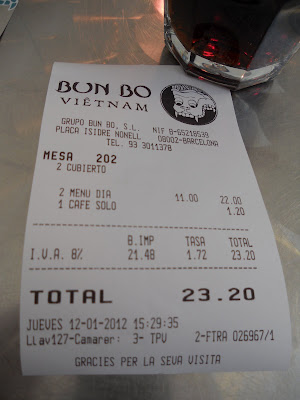 BUN BO
VIÊTNAM
GRUPO BUN BO, S.L. NIF B-65218539
PLACA ISIDRE NONELL 08002-BARCELONA
TEL. 93 3011378
MESA 202
2 CUBIERTO
2 MENU DIA 11.00 22.00
1 CAFE SOLO 1.20
B.IMP TASA TOTAL
I.V.A. 8% 21.48 1.72 23.20
TOTAL 23.20
JUEVES 12-01-2012 15:29:35
Llav127-Camarer: 3- TPV 2-FTRA 026967/1
GRACIES PER LA SEVA VISITA